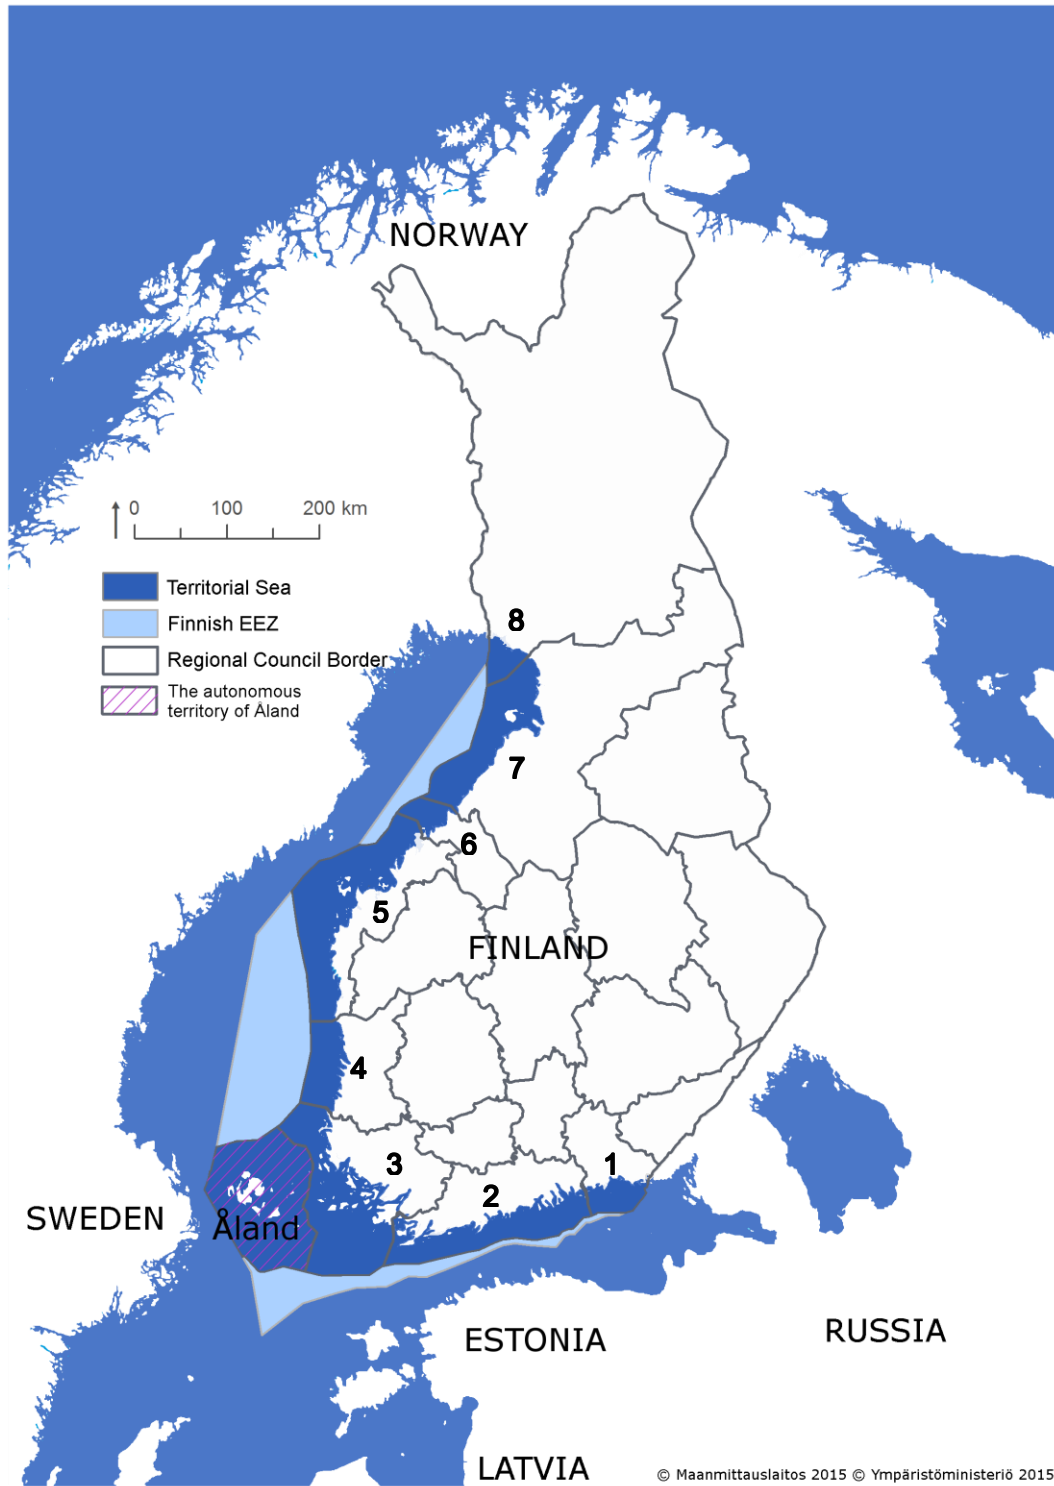 NORWAY
0 100 200 km
Territorial Sea
Finnish EEZ
Regional Council Border
The autonomous
territory of Åland
8
7
6
5
FINLAND
4
3
1
2
SWEDEN
Åland
ESTONIA
RUSSIA
LATVIA
© Maanmittauslaitos 2015 © Ympäristöministeriö 2015